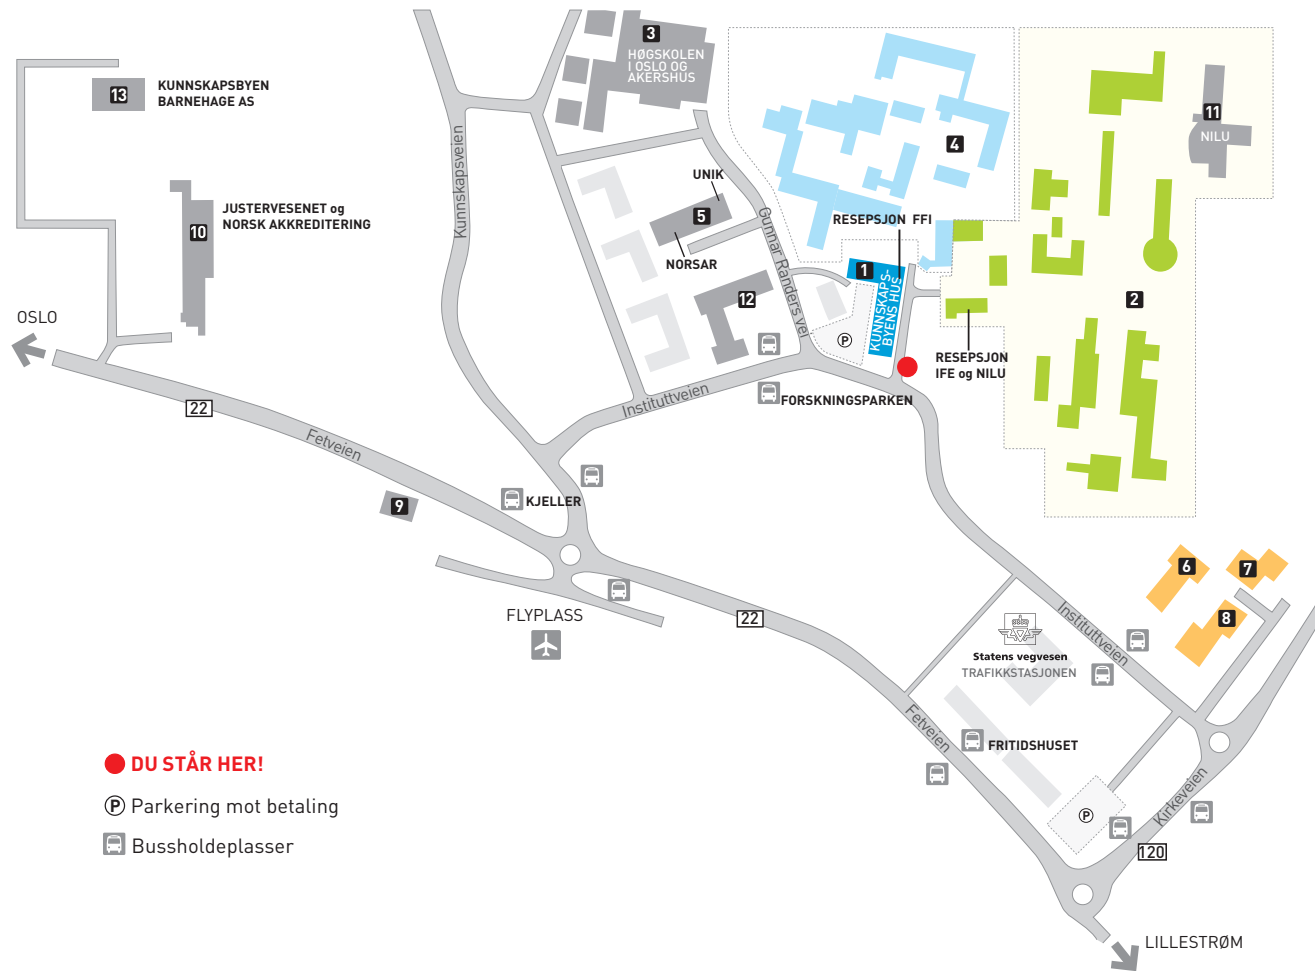 3
HØGSKOLEN
I OSLO OG
AKERSHUS
13
KUNNSKAPSBYEN
BARNEHAGE AS
11
NILU
4
Kunnskapsveien
UNIK
5
NORSAR
Gunnar Randers vei
RESEPSJON FFI
10
JUSTERVESENET og
NORSK AKKREDITERING
1
KUNNSKAPS-
BYENS HUS
12
2
OSLO
P
RESEPSJON
IFE og NILU
22
Instituttveien
FORSKNINGSPARKEN
Fetveien
9
KJELLER
6
7
8
FLYPLASS
22
Instituttveien
Statens vegvesen
TRAFIKKSTASJONEN
Fetveien
FRITIDSHUSET
Kirkeveien
P
120
LILLESTRØM
DU STÅR HER!
P Parkering mot betaling
Bussholdeplasser